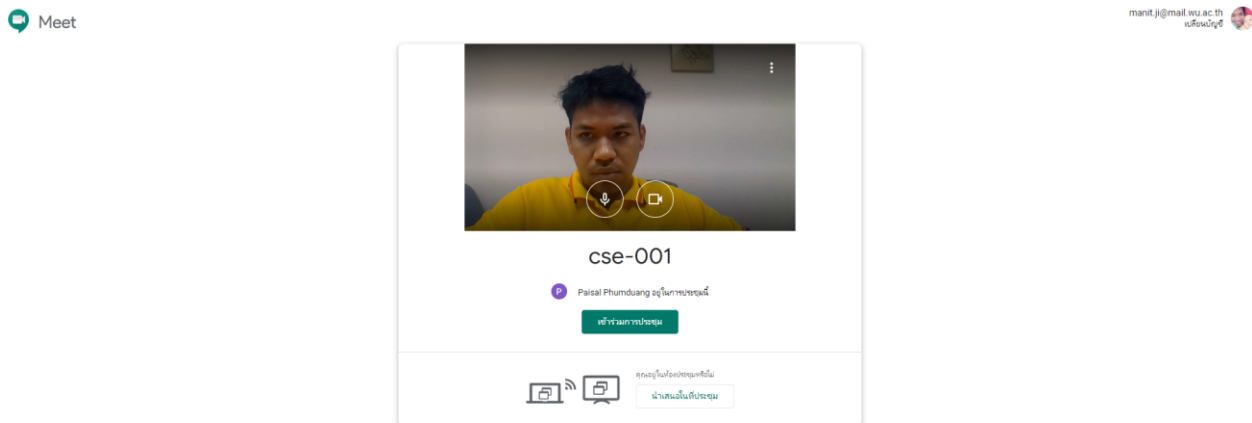 Meet
manit.ji@mail.wu.ac.th
เปลี่ยนบัญชี
cse-001
P
Paisal Phumduang อยู่ในการประชุมนี้
เข้าร่วมการประชุม
คุณอยู่ในห้องประชุมหรือไม่
นำเสนอในที่ประชุม